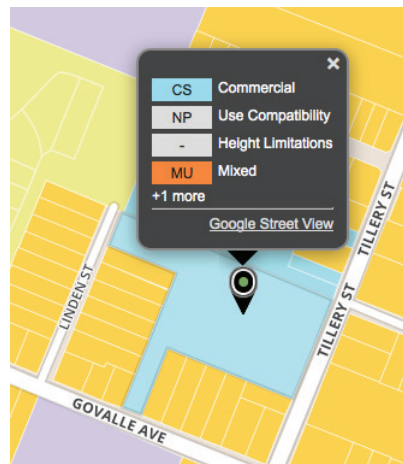 ×
CS Commercial
NP Use Compatibility
- Height Limitations
MU Mixed
+1 more
Google Street View
TILLERY ST
LINDEN ST
TILLERY ST
GOVALLE AVE